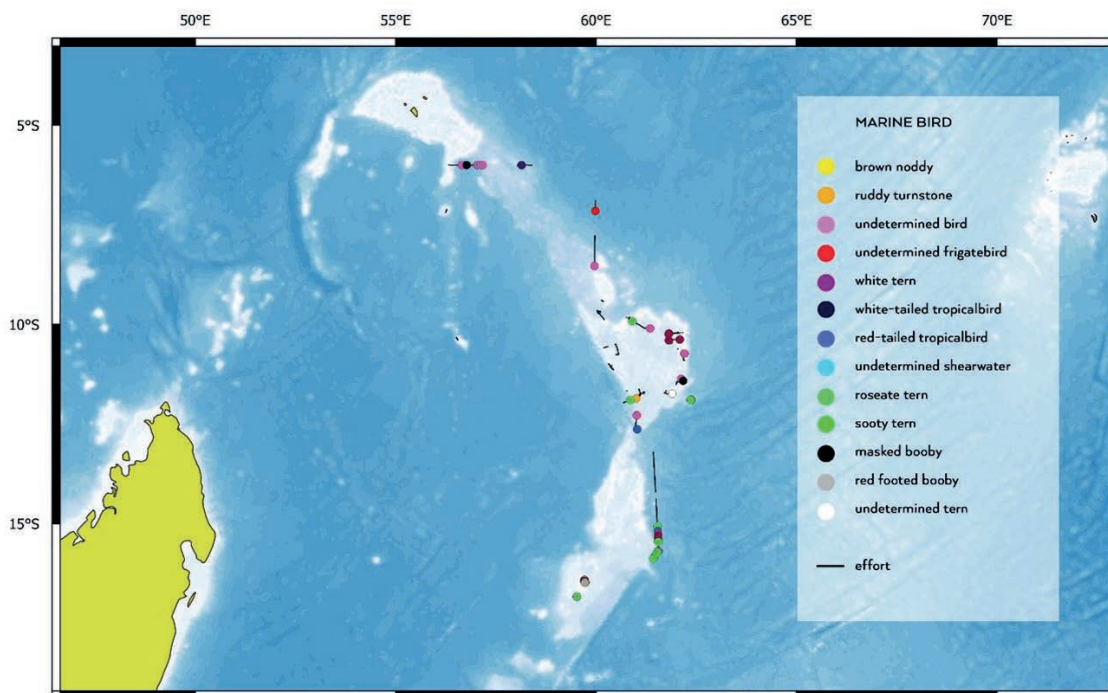 50°E 55°E 60°E 65°E 70°E
5°S
10°S
15°S
MARINE BIRD
brown noddy
ruddy turnstone
undetermined bird
undetermined frigatebird
white tern
white-tailed tropicalbird
red-tailed tropicalbird
undetermined shearwater
roseate tern
sooty tern
masked booby
red footed booby
undetermined tern
effort